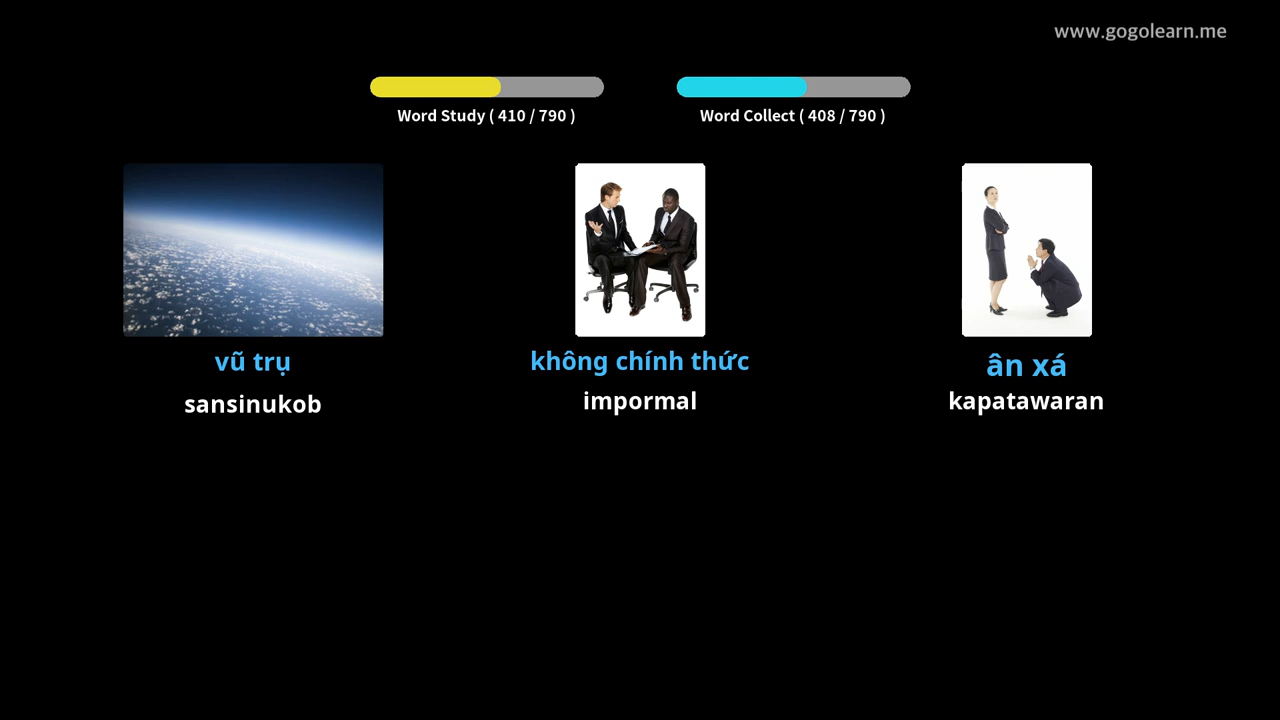 www.gogolearn.me
Word Study ( 410 / 790 )
Word Collect ( 408 / 790 )
vũ trụ
sansinukob
không chính thức
impormal
ân xá
kapatawaran